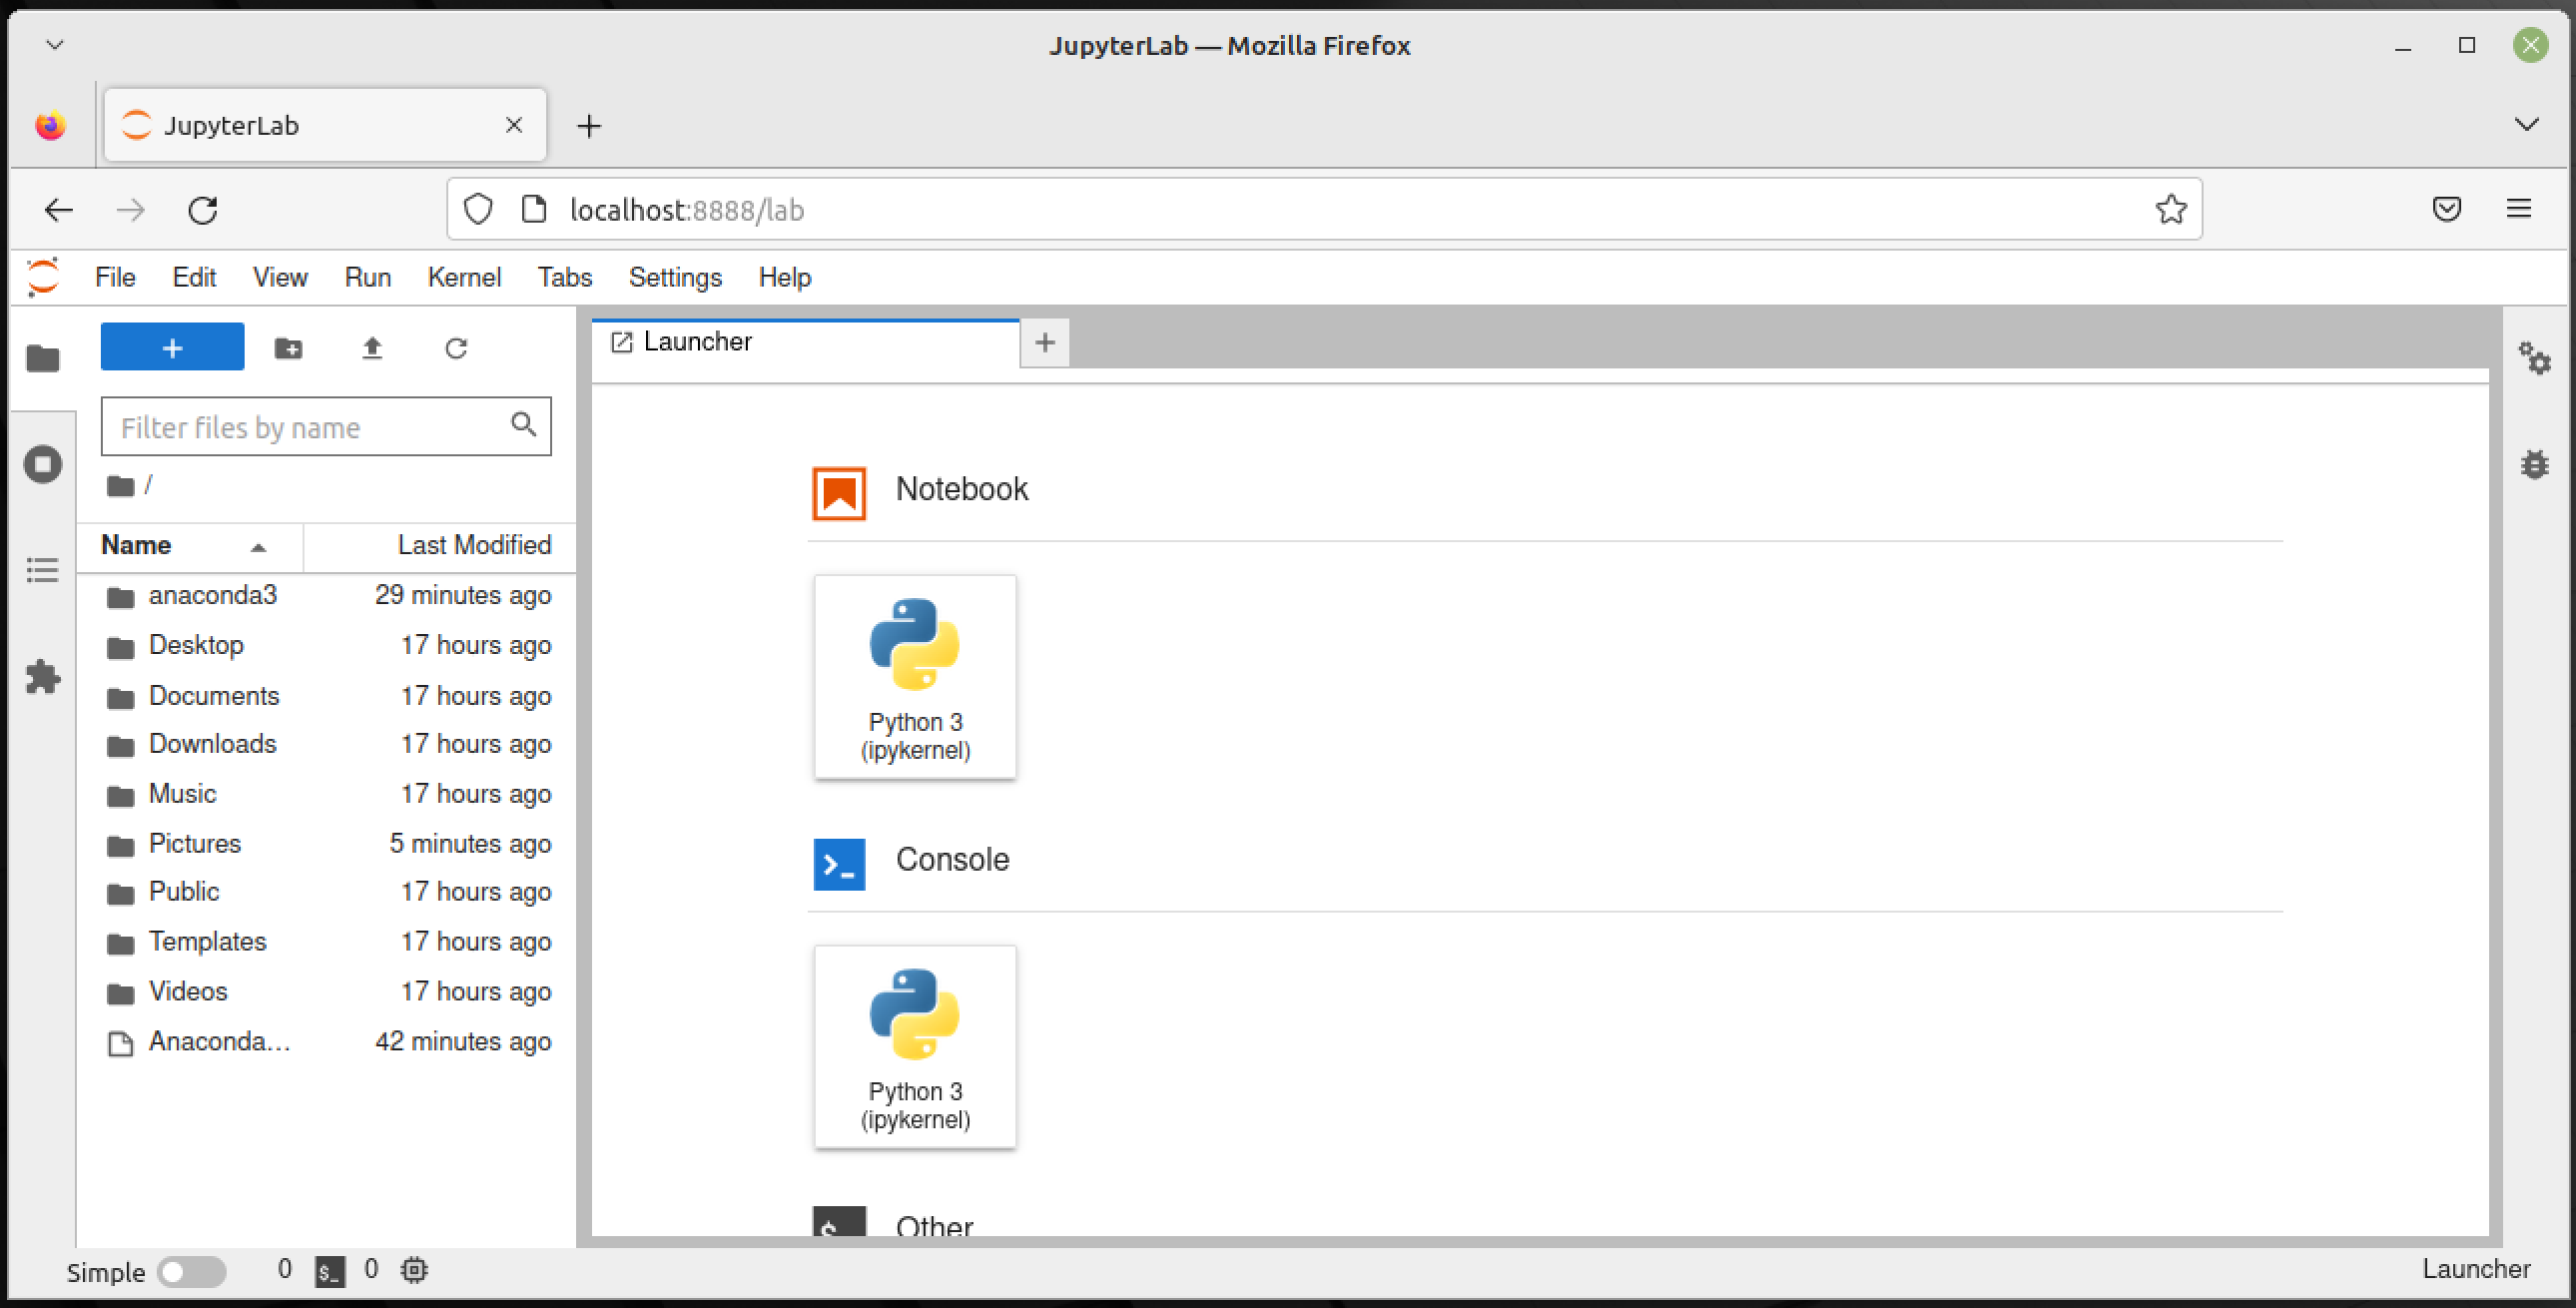 JupyterLab — Mozilla Firefox
JupyterLab
localhost:8888/lab
File Edit View Run Kernel Tabs Settings Help
Launcher
Filter files by name
/
Name Last Modified
anaconda3 29 minutes ago
Desktop 17 hours ago
Documents 17 hours ago
Downloads 17 hours ago
Music 17 hours ago
Pictures 5 minutes ago
Public 17 hours ago
Templates 17 hours ago
Videos 17 hours ago
Anaconda... 42 minutes ago
Notebook
Python 3
(ipykernel)
Console
Python 3
(ipykernel)
$ Other
Simple 0 $_ 0 Launcher